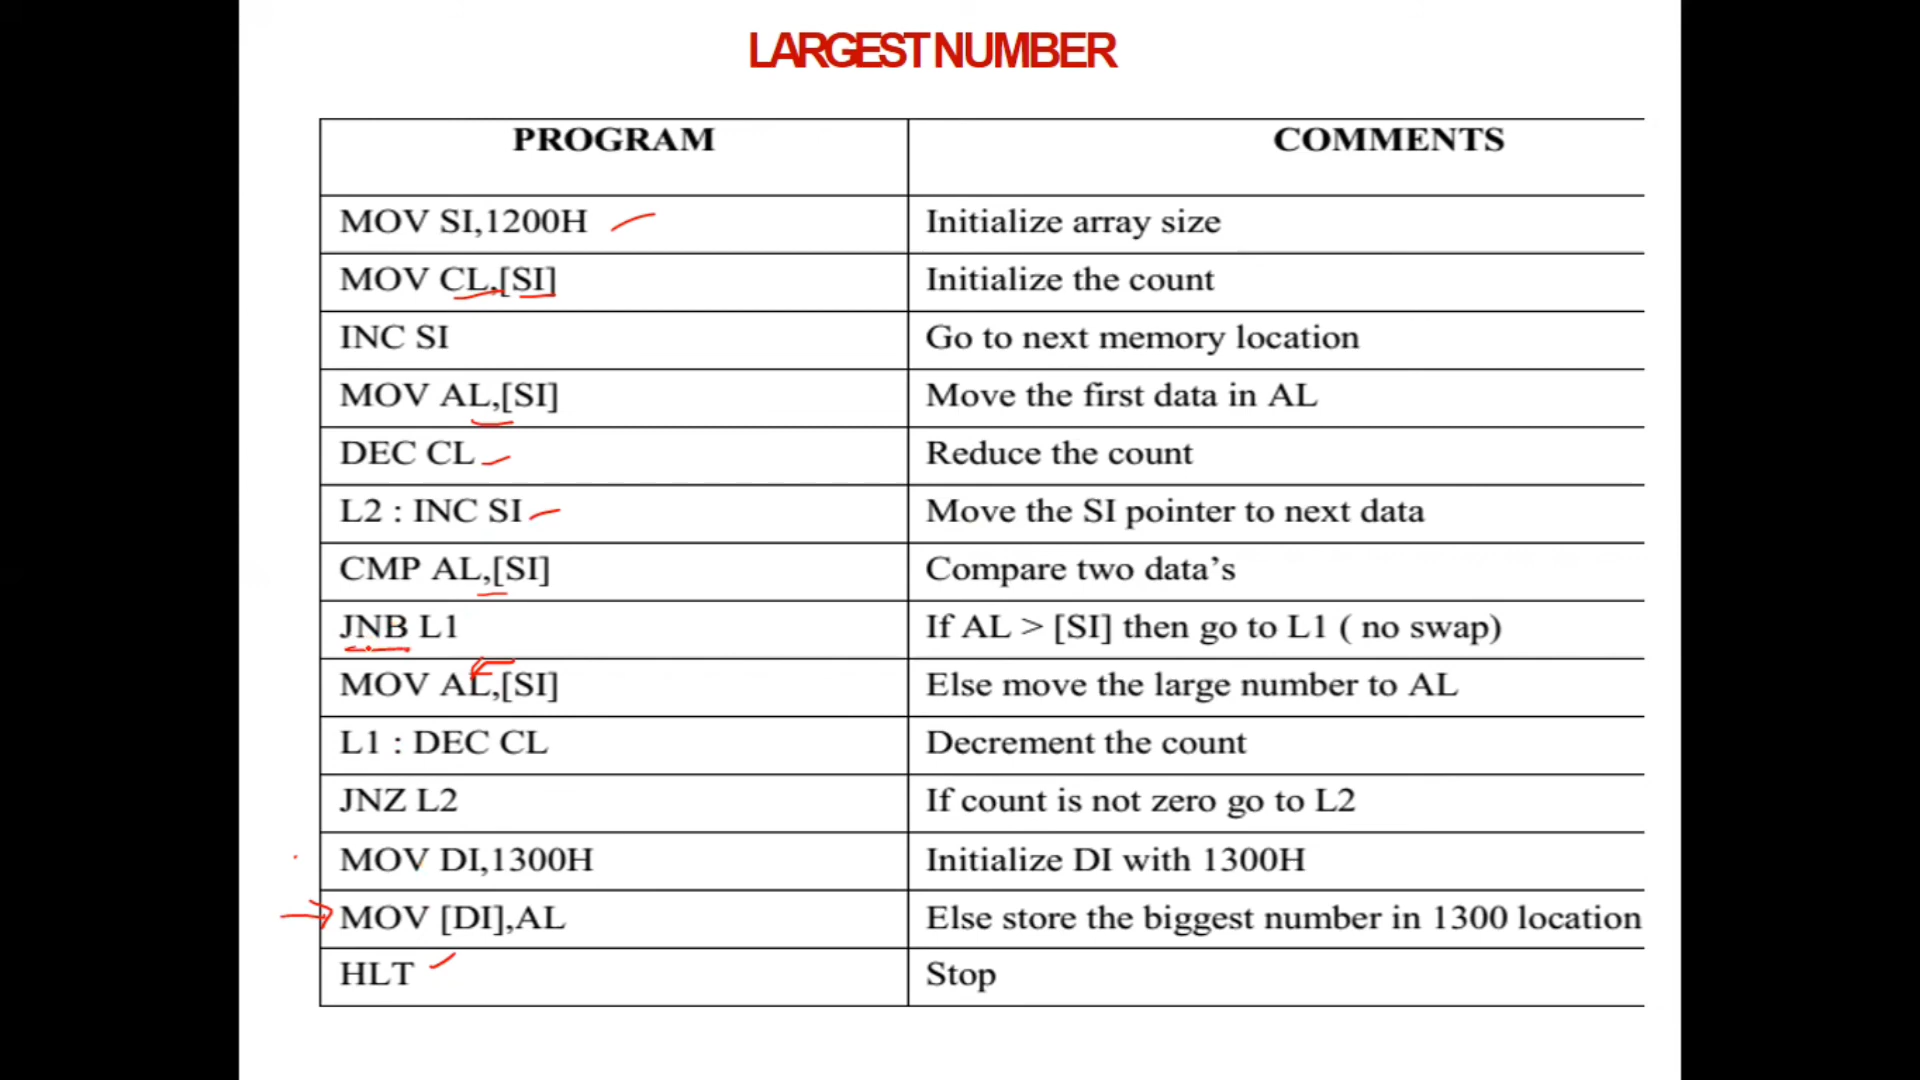 LARGEST NUMBER
PROGRAM COMMENTS
MOV SI,1200H Initialize array size
MOV CL,[SI] Initialize the count
INC SI Go to next memory location
MOV AL,[SI] Move the first data in AL
DEC CL Reduce the count
L2 : INC SI Move the SI pointer to next data
CMP AL,[SI] Compare two data's
JNB L1 If AL > [SI] then go to L1 ( no swap)
MOV AL,[SI] Else move the large number to AL
L1 : DEC CL Decrement the count
JNZ L2 If count is not zero go to L2
MOV DI,1300H Initialize DI with 1300H
MOV [DI],AL Else store the biggest number in 1300 location
HLT Stop